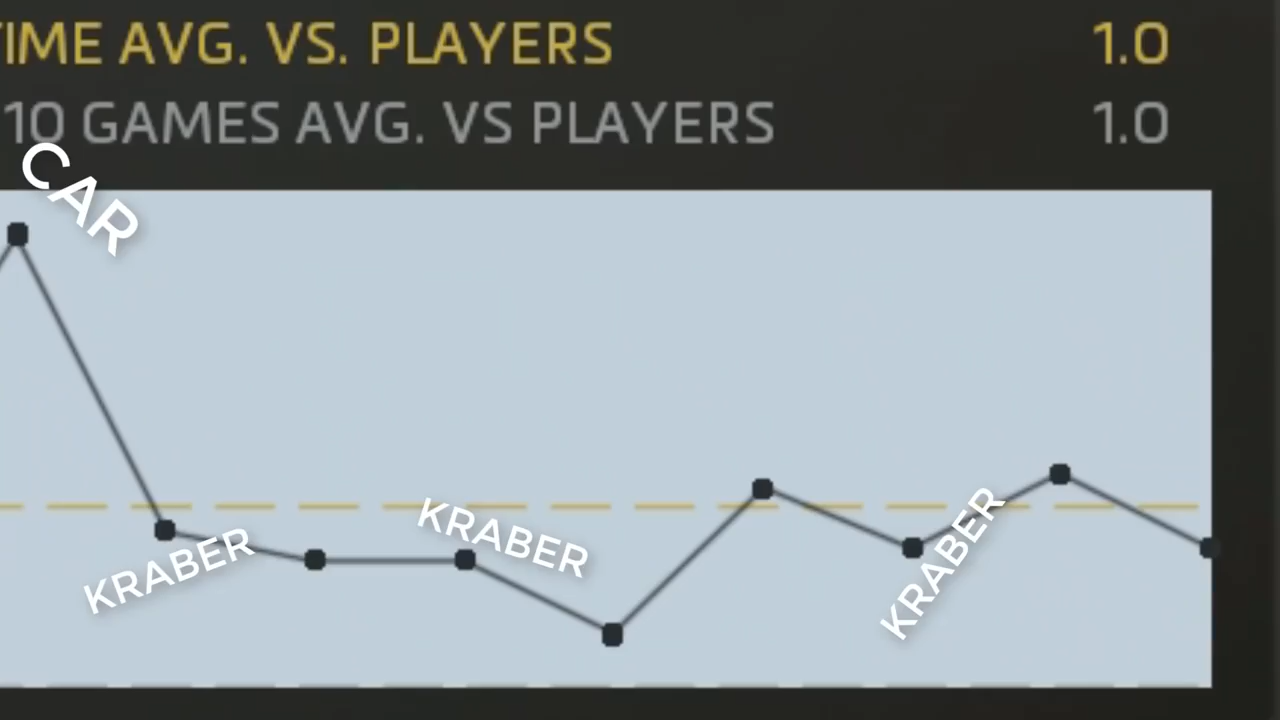 TIME AVG. VS. PLAYERS 1.0
10 GAMES AVG. VS PLAYERS 1.0
CAR
KRABER
KRABER
KRABER